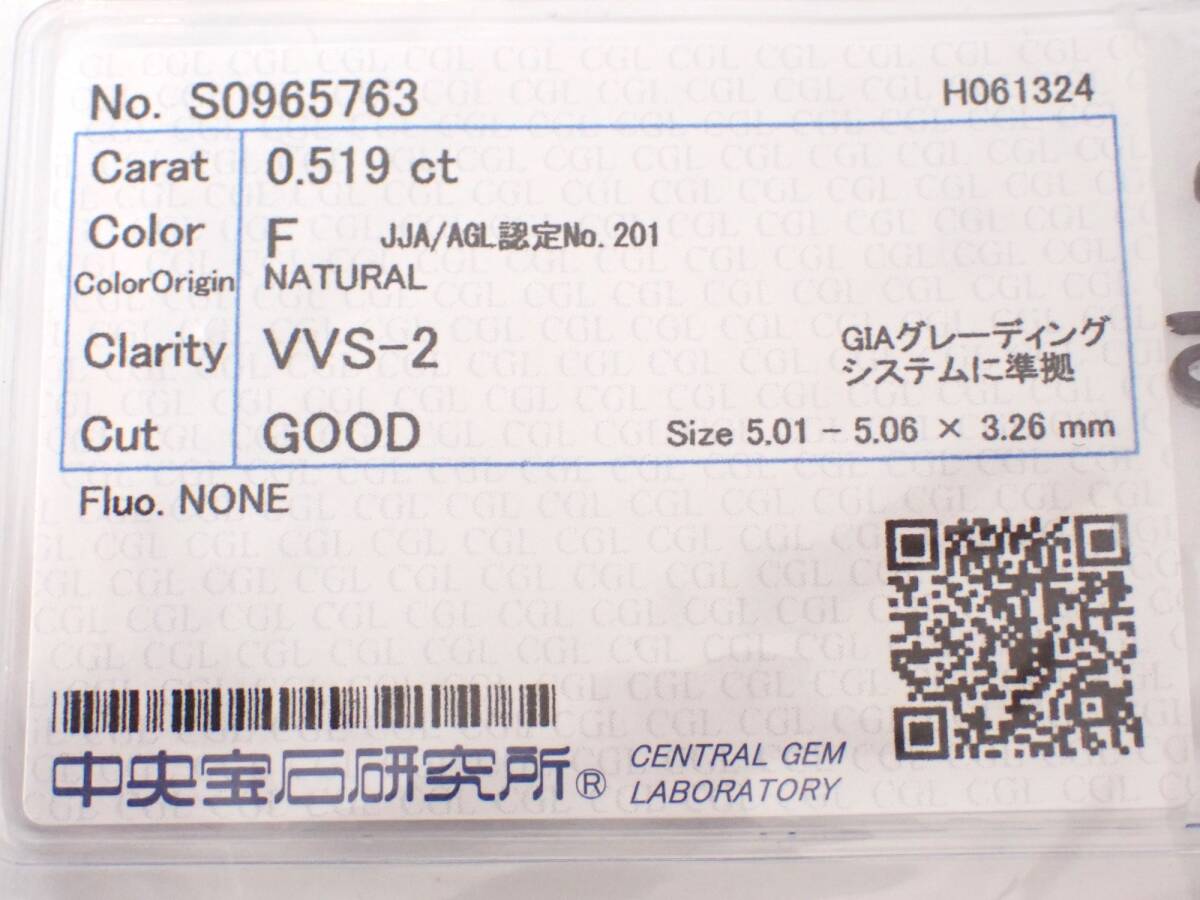 No. S0965763
H061324
Carat 0.519 ct
Color F JJA/AGL認定No.201
ColorOrigin NATURAL
Clarity VVS-2
GIAグレーディング
システムに準拠
Cut GOOD Size 5.01 - 5.06 × 3.26 mm
Fluo. NONE
中央宝石研究所®
CENTRAL GEM
LABORATORY